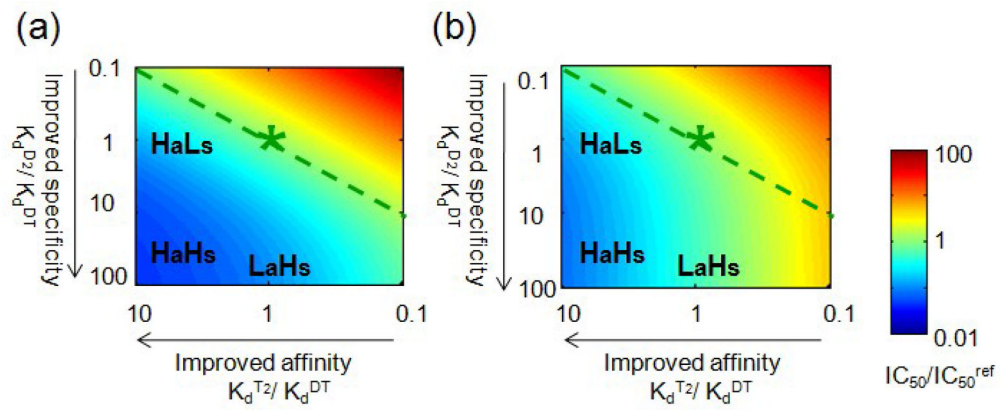 (a)
Improved specificity
K_d^D2/ K_d^DT
0.1
1
10
100
HaLs
*
HaHs
LaHs
10
1
0.1
Improved affinity
K_d^T2/ K_d^DT
(b)
Improved specificity
K_d^D2/ K_d^DT
0.1
1
10
100
HaLs
*
HaHs
LaHs
10
1
0.1
Improved affinity
K_d^T2/ K_d^DT
100
1
0.01
IC50/IC50^ref